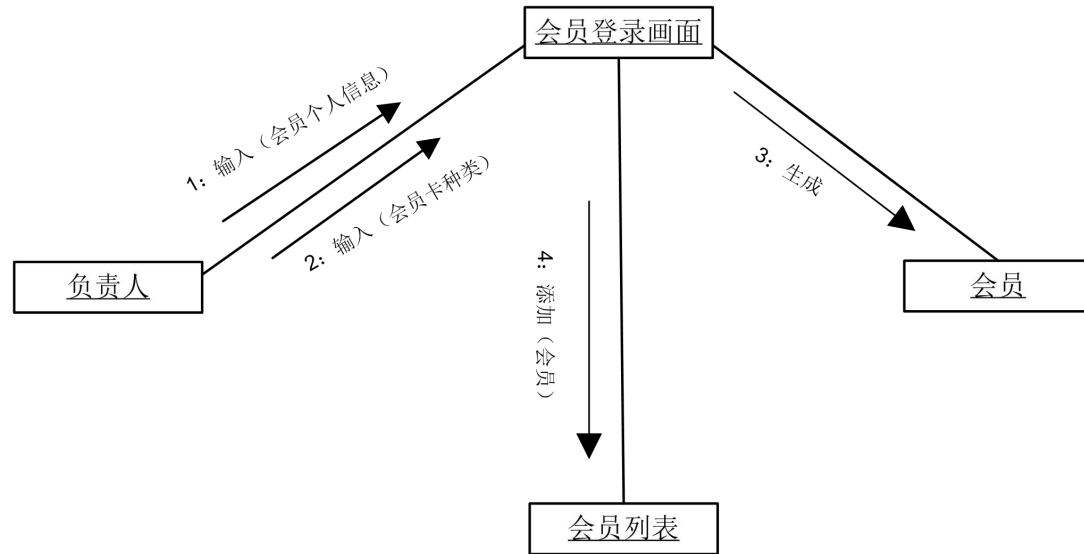 会员登录画面
1: 输入（会员个人信息）
2: 输入（会员卡种类）
3: 生成
4: 添加（会员）
负责人
会员
会员列表